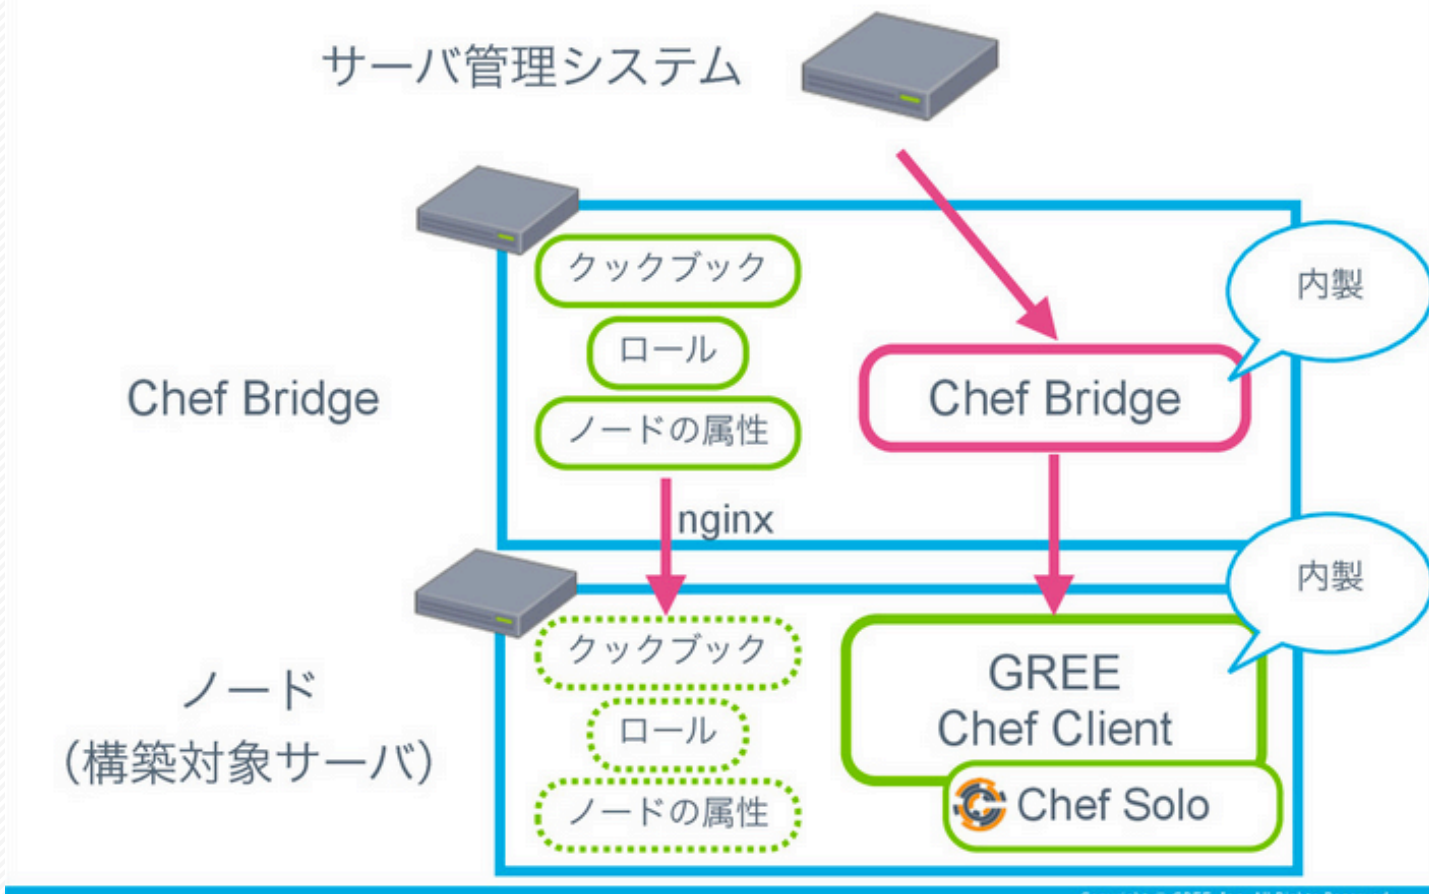 サーバ管理システム
クックブック
内製
ロール
Chef Bridge
ノードの属性
Chef Bridge
nginx
内製
クックブック
ノード
(構築対象サーバ)
ロール
GREE
Chef Client
ノードの属性
Chef Solo